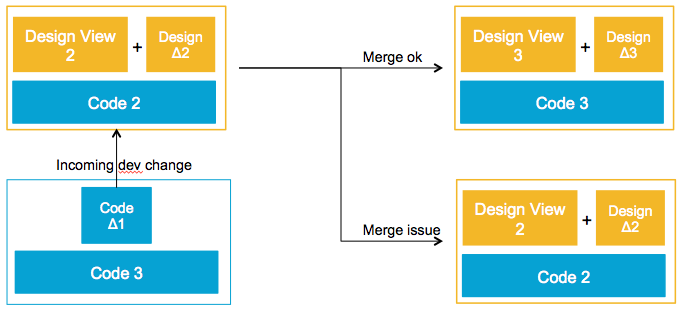 Design View
2
+
Design
Δ2
Code 2
Merge ok
Design View
3
+
Design
Δ3
Code 3
Incoming dev change
Code
Δ1
Code 3
Merge issue
Design View
2
+
Design
Δ2
Code 2